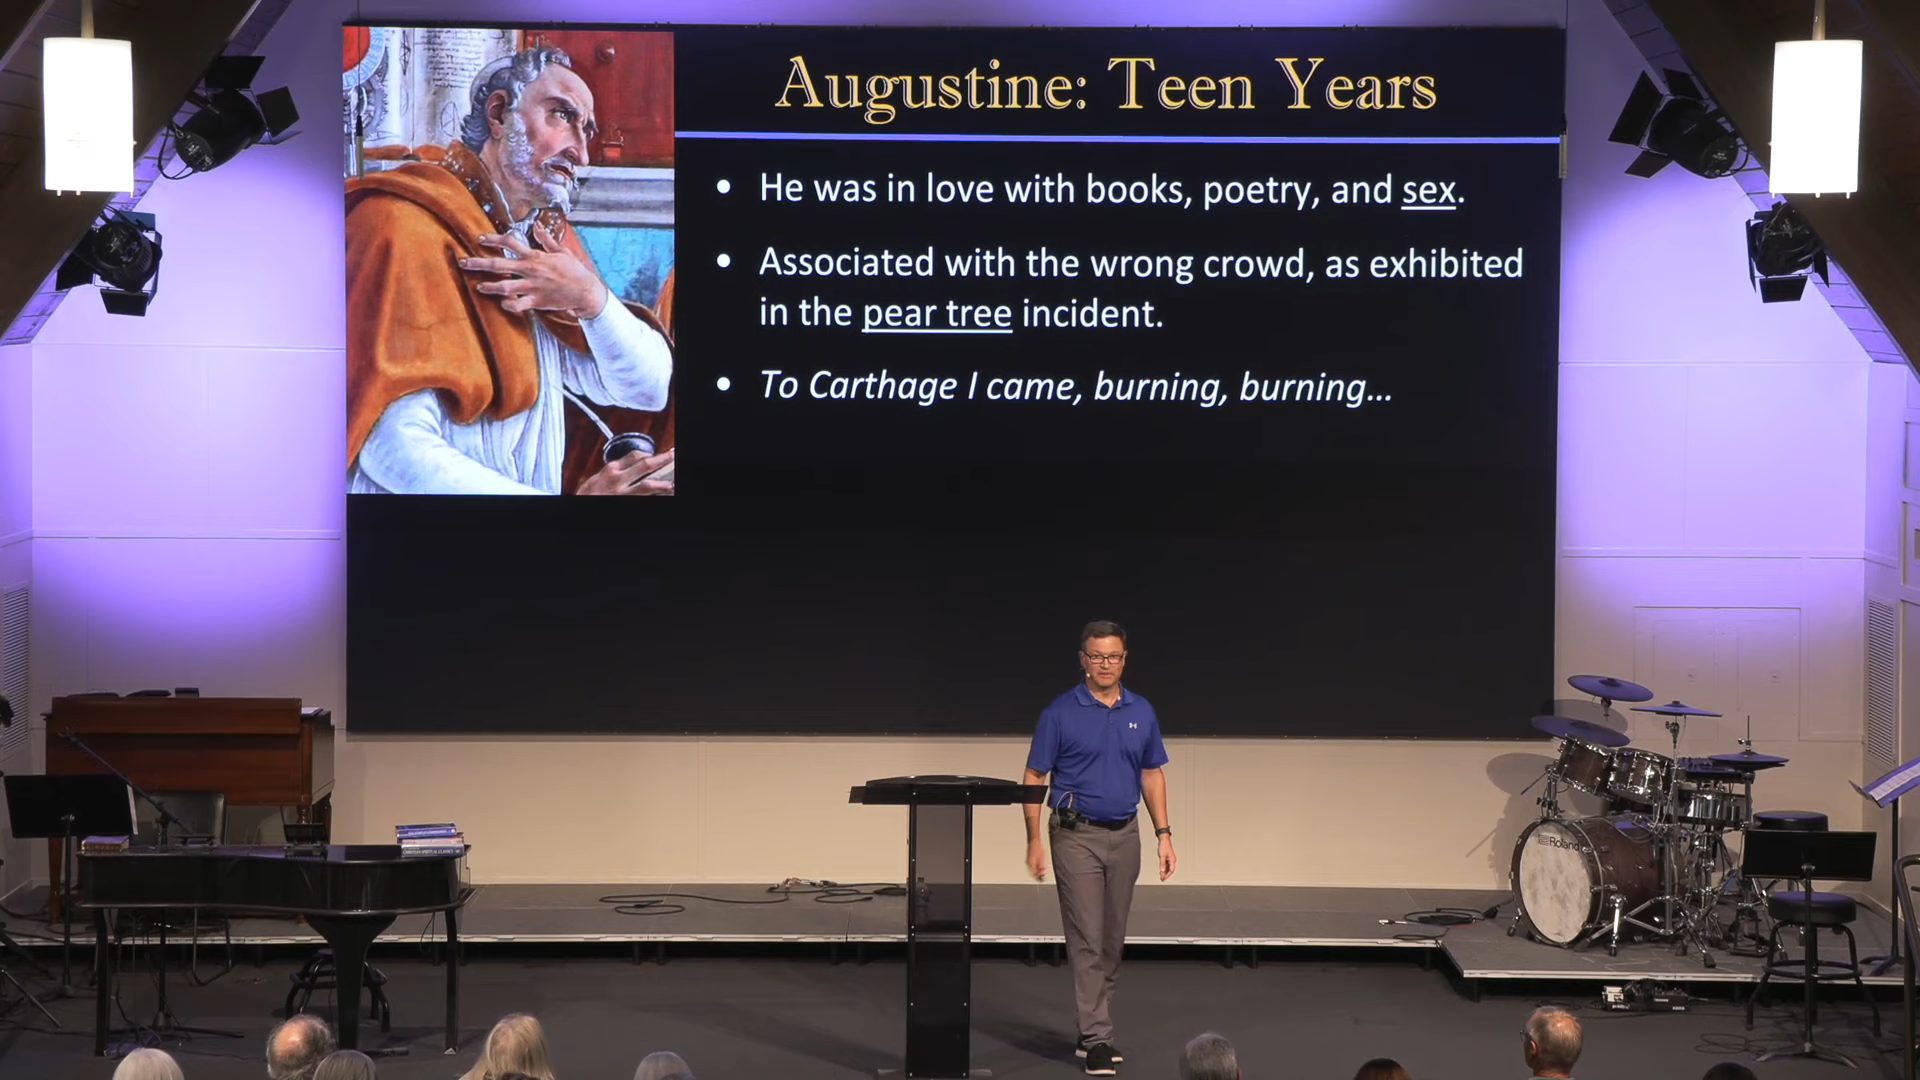 Augustine: Teen Years
• He was in love with books, poetry, and sex.
• Associated with the wrong crowd, as exhibited
in the pear tree incident.
• To Carthage I came, burning, burning...
Roland